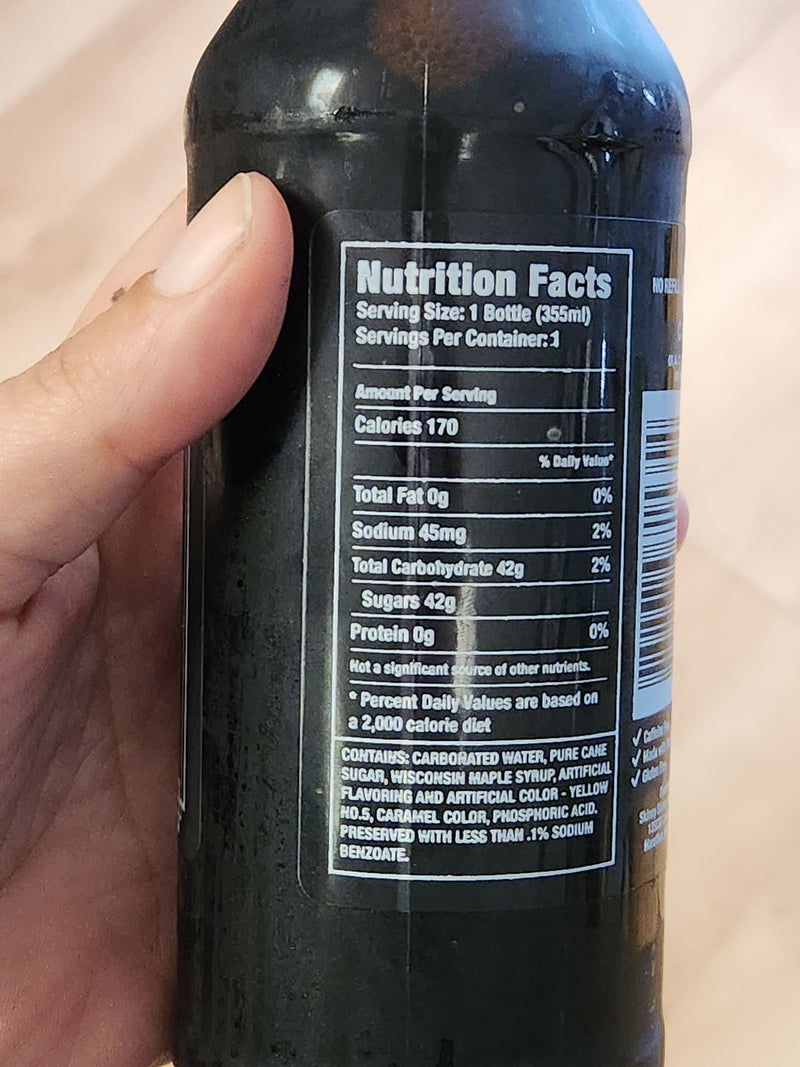 Nutrition Facts
Serving Size: 1 Bottle (355ml)
Servings Per Container: 1
Amount Per Serving
Calories 170
% Daily Value*
Total Fat 0g 0%
Sodium 45mg 2%
Total Carbohydrate 42g 2%
Sugars 42g
Protein 0g 0%
Not a significant source of other nutrients.
* Percent Daily Values are based on
a 2,000 calorie diet
CONTAINS: CARBONATED WATER, PURE CANE
SUGAR, WISCONSIN MAPLE SYRUP, ARTIFICIAL
FLAVORING AND ARTIFICIAL COLOR - YELLOW
NO.5, CARAMEL COLOR, PHOSPHORIC ACID.
PRESERVED WITH LESS THAN .1% SODIUM
BENZOATE.
NO
✓
✓ Made
✓ Gluten
Skinny